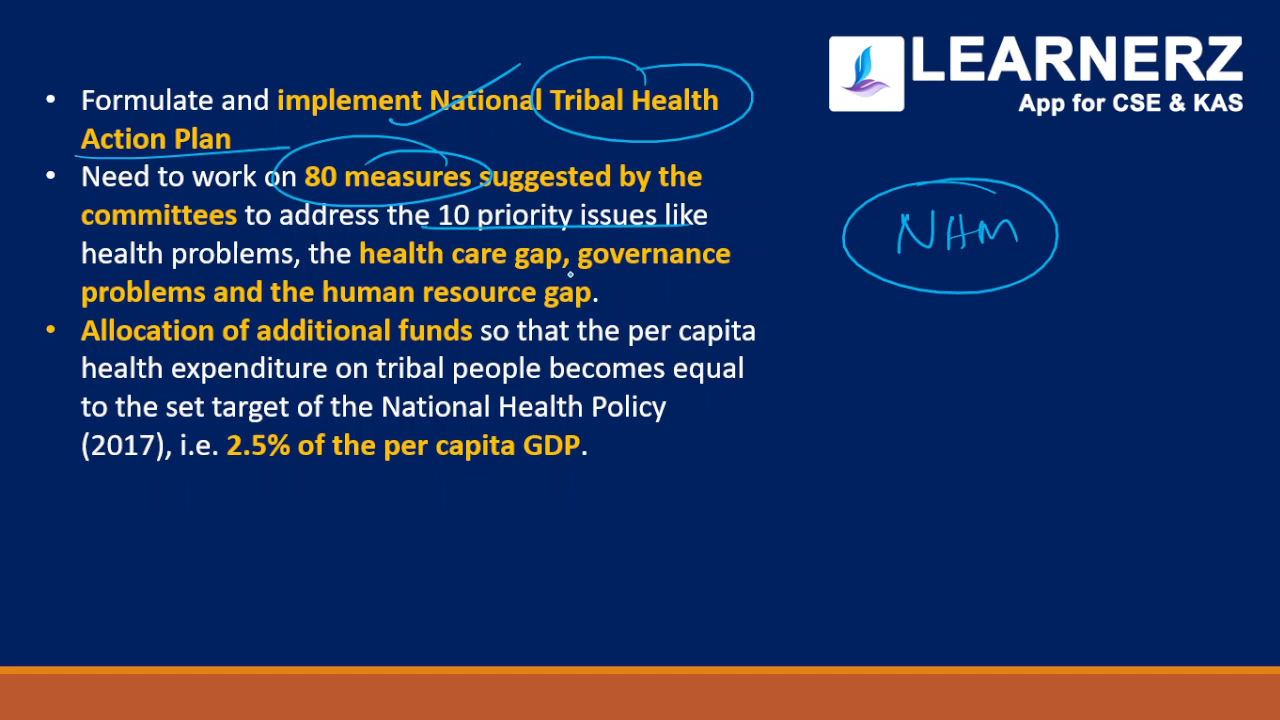 LEARNERZ
App for CSE & KAS
• Formulate and implement National Tribal Health
Action Plan
• Need to work on 80 measures suggested by the
committees to address the 10 priority issues like
health problems, the health care gap, governance
problems and the human resource gap.
• Allocation of additional funds so that the per capita
health expenditure on tribal people becomes equal
to the set target of the National Health Policy
(2017), i.e. 2.5% of the per capita GDP.
NHM